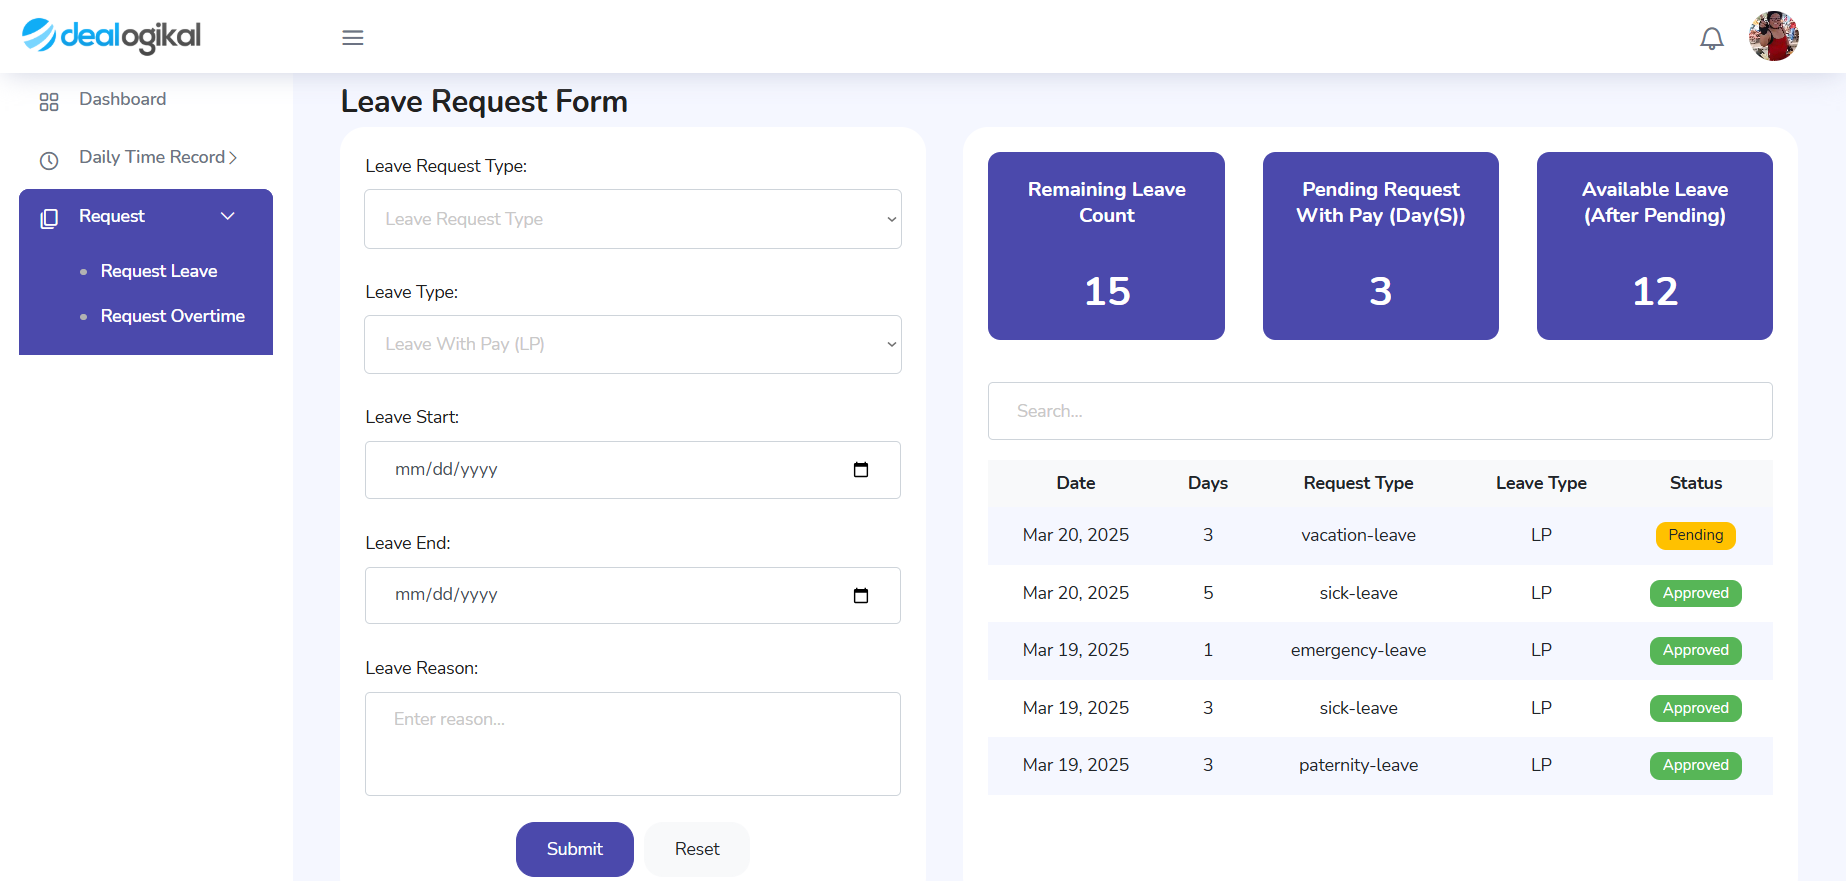 dealogikal
Dashboard
Daily Time Record
Request
Request Leave
Request Overtime
Leave Request Form
Leave Request Type:
Leave Request Type
Leave Type:
Leave With Pay (LP)
Leave Start:
mm/dd/yyyy
Leave End:
mm/dd/yyyy
Leave Reason:
Enter reason...
Submit Reset
Remaining Leave
Count
15
Pending Request
With Pay (Day(S))
3
Available Leave
(After Pending)
12
Search...
Date Days Request Type Leave Type Status
Mar 20, 2025 3 vacation-leave LP Pending
Mar 20, 2025 5 sick-leave LP Approved
Mar 19, 2025 1 emergency-leave LP Approved
Mar 19, 2025 3 sick-leave LP Approved
Mar 19, 2025 3 paternity-leave LP Approved